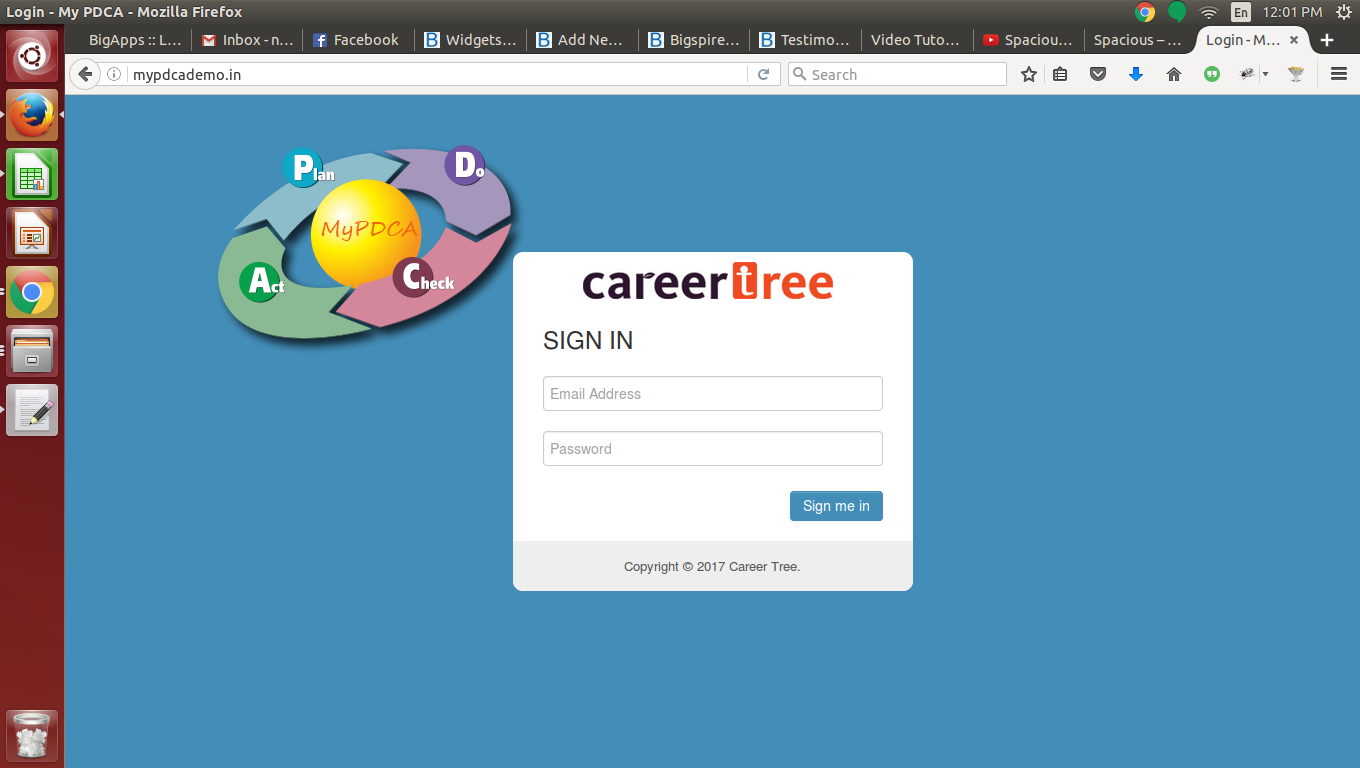 Login - My PDCA - Mozilla Firefox
En
12:01 PM
BigApps :: L...
Inbox - n...
Facebook
Widgets...
Add Ne...
Bigspire...
Testimo...
Video Tuto...
Spaciou...
Spacious – ...
Login - M...
mypdcademo.in
Search
Plan
Do
MyPDCA
Act
Check
careertree
SIGN IN
Email Address
Password
Sign me in
Copyright © 2017 Career Tree.